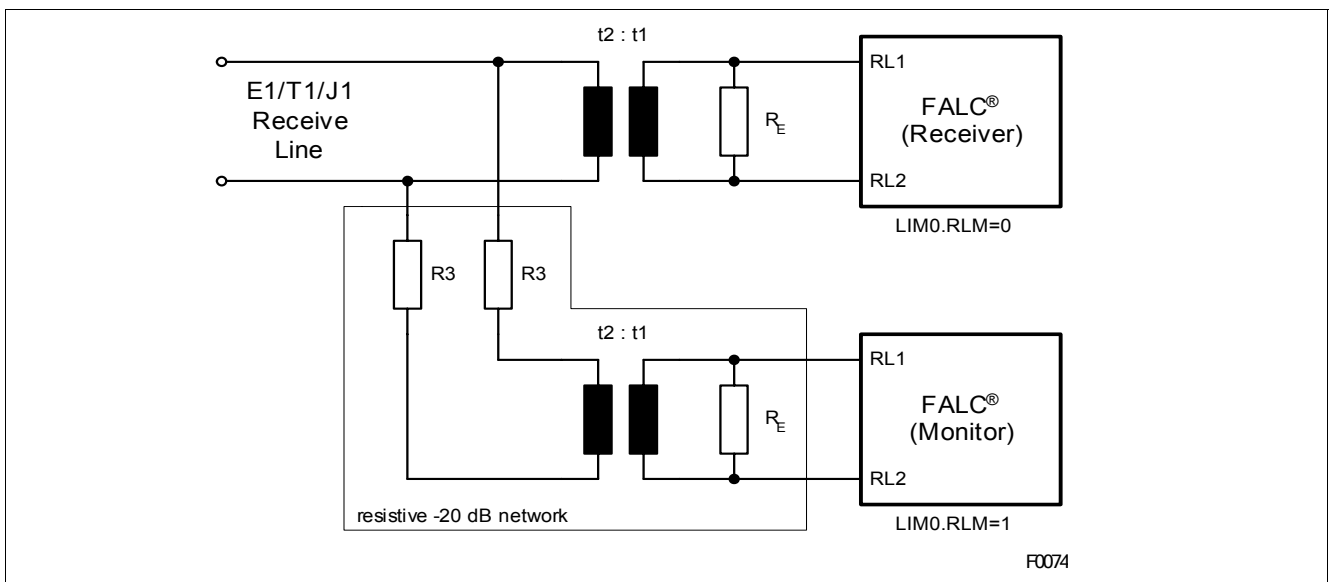 t2 : t1
E1/T1/J1
Receive
Line
R_E
RL1
FALC®
(Receiver)
RL2
LIM0.RLM=0
R3
R3
t2 : t1
R_E
RL1
FALC®
(Monitor)
RL2
resistive -20 dB network
LIM0.RLM=1
F0074